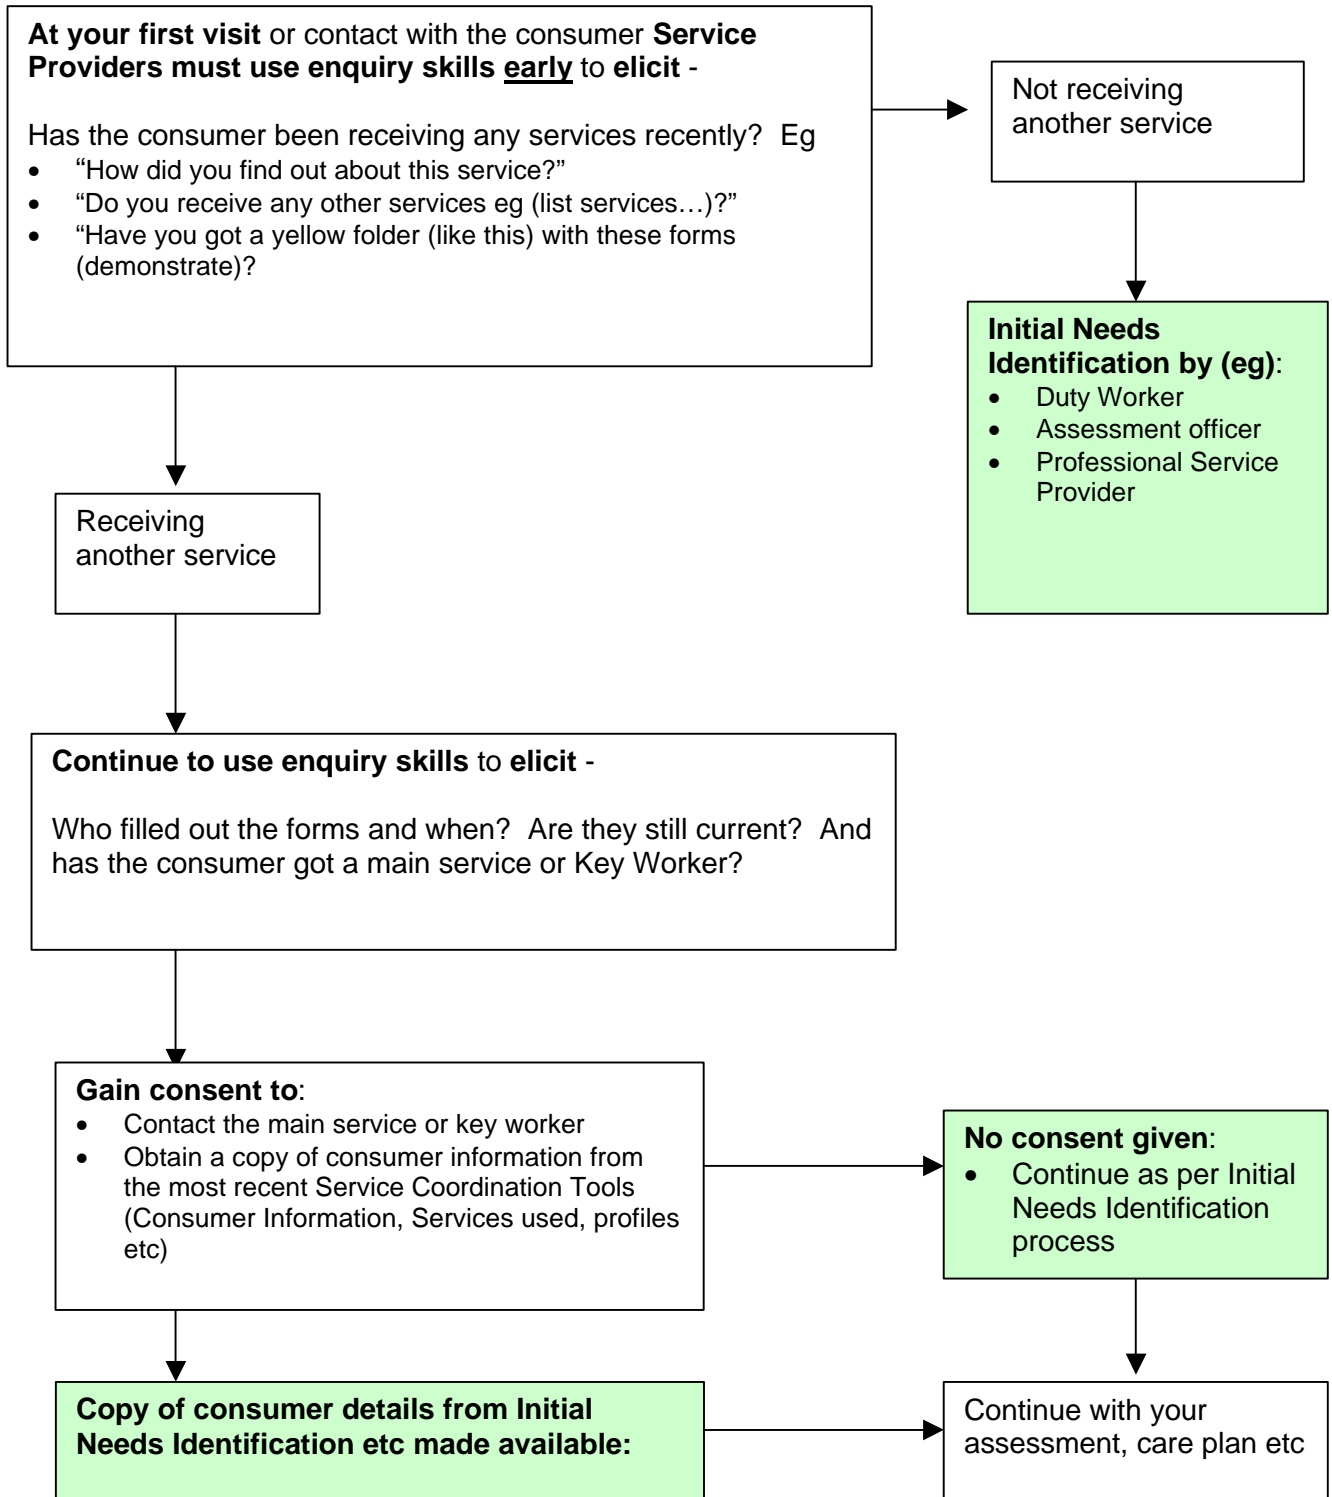 At your first visit or contact with the consumer Service
Providers must use enquiry skills early to elicit -
Has the consumer been receiving any services recently?  Eg
• “How did you find out about this service?”
• “Do you receive any other services eg (list services…)?”
• “Have you got a yellow folder (like this) with these forms
(demonstrate)?
Not receiving
another service
Initial Needs
Identification by (eg):
• Duty Worker
• Assessment officer
• Professional Service
Provider
Receiving
another service
Continue to use enquiry skills to elicit -
Who filled out the forms and when?  Are they still current?  And
has the consumer got a main service or Key Worker?
Gain consent to:
• Contact the main service or key worker
• Obtain a copy of consumer information from
the most recent Service Coordination Tools
(Consumer Information, Services used, profiles
etc)
No consent given:
• Continue as per Initial
Needs Identification
process
Copy of consumer details from Initial
Needs Identification etc made available:
Continue with your
assessment, care plan etc